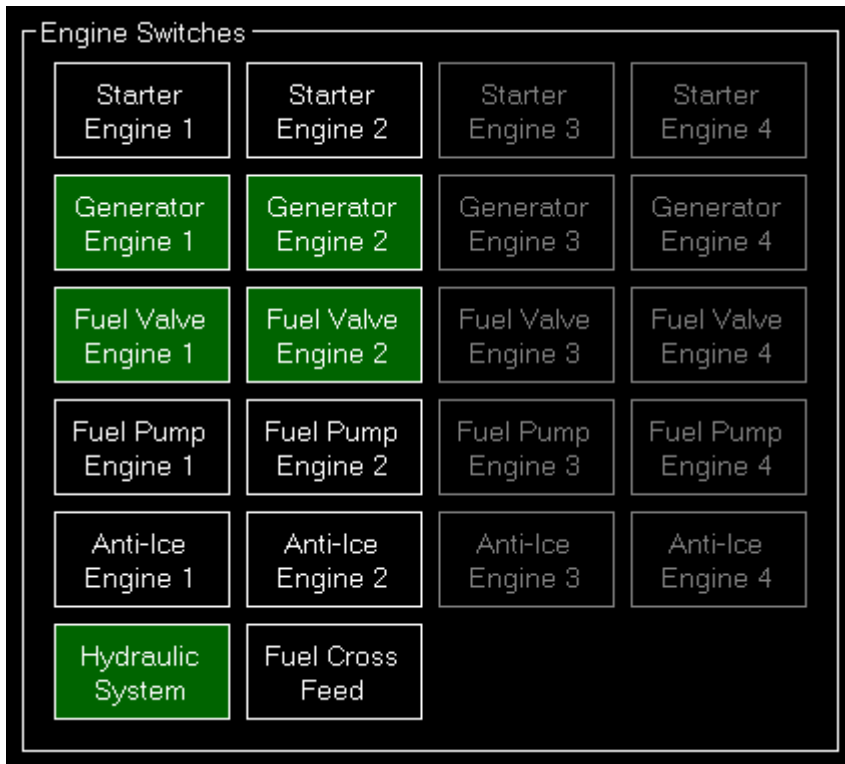 Engine Switches
Starter
Engine 1
Starter
Engine 2
Starter
Engine 3
Starter
Engine 4
Generator
Engine 1
Generator
Engine 2
Generator
Engine 3
Generator
Engine 4
Fuel Valve
Engine 1
Fuel Valve
Engine 2
Fuel Valve
Engine 3
Fuel Valve
Engine 4
Fuel Pump
Engine 1
Fuel Pump
Engine 2
Fuel Pump
Engine 3
Fuel Pump
Engine 4
Anti-Ice
Engine 1
Anti-Ice
Engine 2
Anti-Ice
Engine 3
Anti-Ice
Engine 4
Hydraulic
System
Fuel Cross
Feed